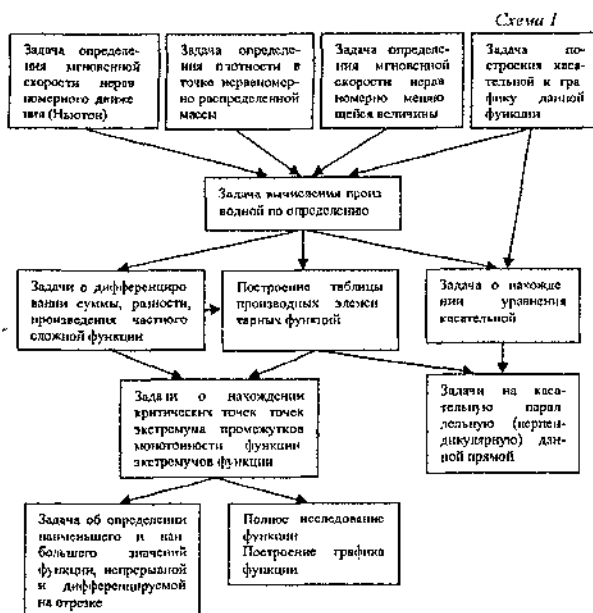 Схема 1
Задача определе-
ния мгновенной
скорости нерав
номерного движе
ния (Ньютон)
Задача определе-
ния плотности в
точке неравномер-
но распределенной
массы
Задача определе-
ния мгновенной
скорости нерав
номерно меняю
щейся величины
Задача по-
строения каса-
тельной к гра
фику данной
функции
Задача вычисления произ
водной по определению
Задачи о дифференциро
вании суммы, разности,
произведения частного
сложной функции
Построение таблицы
производных элемен
тарных функций
Задача о нахожде
нии уравнения
касательной
Задачи о нахождении
критических точек точек
экстремума промежутков
монотонности функции
экстремумов функции
Задачи на каса-
тельную парал
лельную (перпен-
дикулярную) дан-
ной прямой
Задача об определении
наименьшего и наи
большего значений
функции, непрерывной
и дифференцируемой
на отрезке
Полное исследование
функции
Построение графика
функции